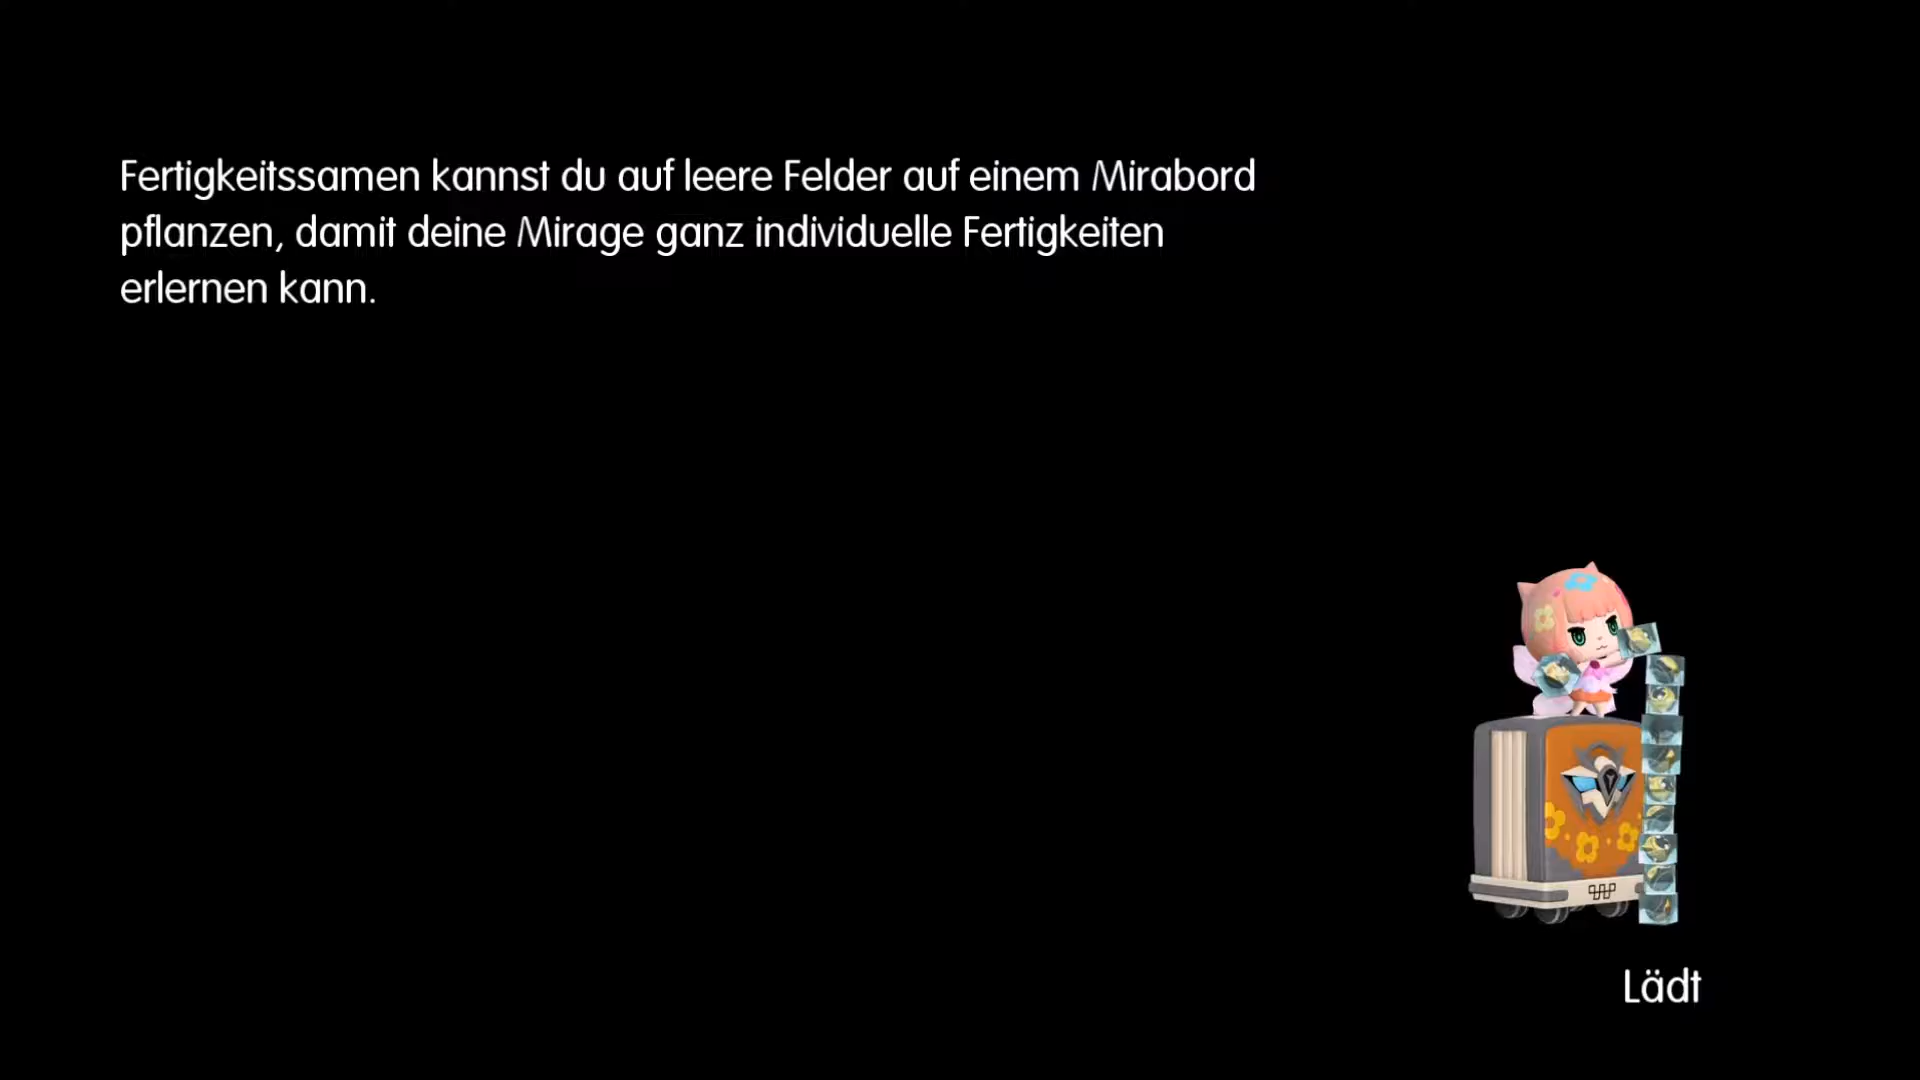 Fertigkeitssamen kannst du auf leere Felder auf einem Mirabord
pflanzen, damit deine Mirage ganz individuelle Fertigkeiten
erlernen kann.
Lädt